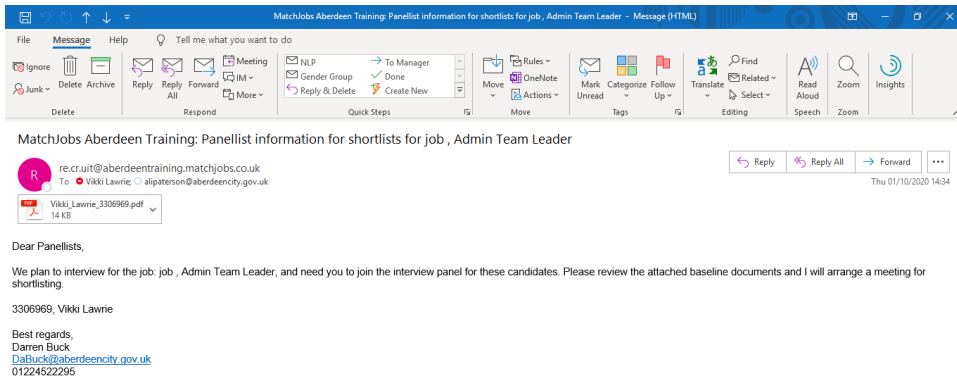 MatchJobs Aberdeen Training: Panellist information for shortlists for job , Admin Team Leader - Message (HTML)
File Message Help Tell me what you want to do
Ignore
Junk
Delete
Archive
Reply
Reply All
Forward
Meeting
IM
More
NLP
Gender Group
Reply & Delete
To Manager
Done
Create New
Move
Rules
OneNote
Actions
Mark Unread
Categorize
Follow Up
Translate
Find
Related
Select
Read Aloud
Zoom
Insights
Delete Respond Quick Steps Move Tags Editing Speech Zoom
MatchJobs Aberdeen Training: Panellist information for shortlists for job , Admin Team Leader
R
re.cr.uit@aberdeentraining.matchjobs.co.uk
To Vikki Lawrie; alipaterson@aberdeencity.gov.uk
Reply Reply All Forward
Thu 01/10/2020 14:34
PDF
Vikki_Lawrie_3306969.pdf
14 KB
Dear Panellists,
We plan to interview for the job: job , Admin Team Leader, and need you to join the interview panel for these candidates. Please review the attached baseline documents and I will arrange a meeting for
shortlisting.
3306969, Vikki Lawrie
Best regards,
Darren Buck
DaBuck@aberdeencity.gov.uk
01224522295